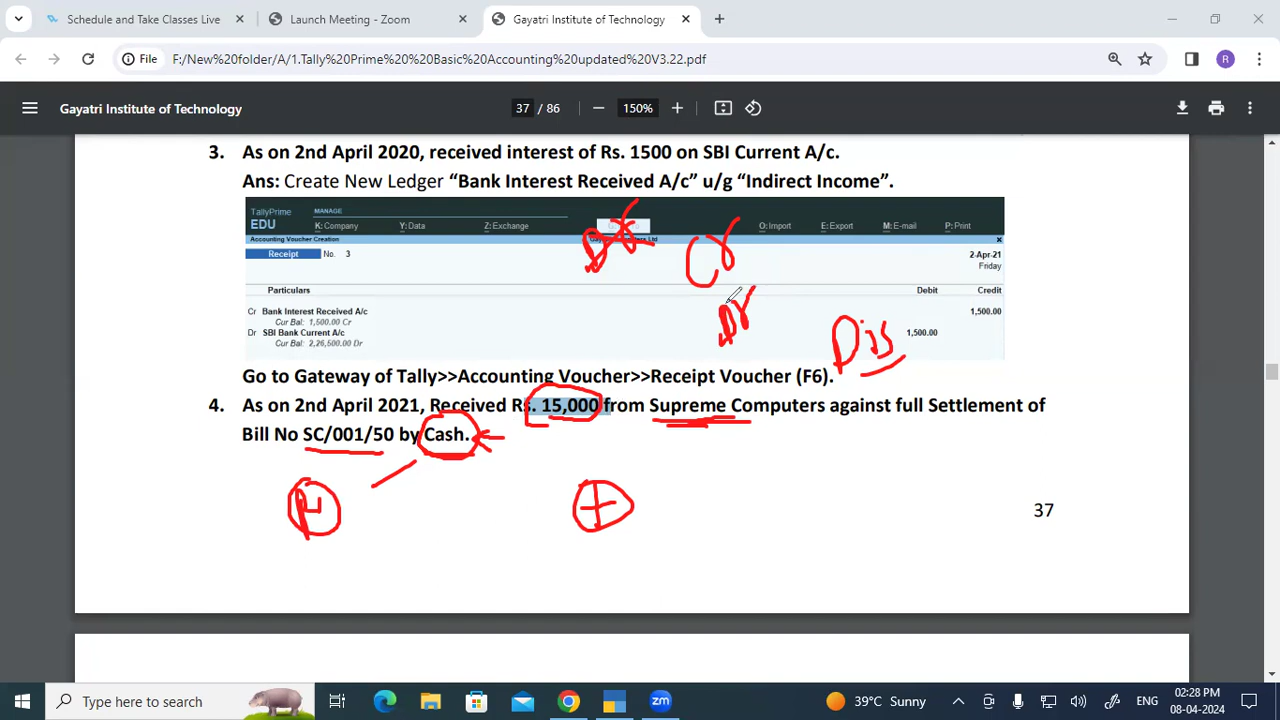 Schedule and Take Classes Live
Launch Meeting - Zoom
Gayatri Institute of Technology
File
F:/New%20folder/A/1.Tally%20Prime%20%20Basic%20Accounting%20updated%20V3.22.pdf
R
Gayatri Institute of Technology
37 / 86
150%
3. As on 2nd April 2020, received interest of Rs. 1500 on SBI Current A/c.
Ans: Create New Ledger “Bank Interest Received A/c” u/g “Indirect Income”.
TallyPrime MANAGE
EDU K: Company Y: Data Z: Exchange O: Import E: Export M: E-mail P: Print
Accounting Voucher Creation
Receipt No. 3 2-Apr-21
Friday
Particulars Debit Credit
Cr Bank Interest Received A/c 1,500.00
Cur Bal: 1,500.00 Cr
Dr SBI Bank Current A/c 1,500.00
Cur Bal: 2,26,500.00 Dr
Cr
Dr
Dis
Go to Gateway of Tally>>Accounting Voucher>>Receipt Voucher (F6).
4. As on 2nd April 2021, Received Rs. 15,000 from Supreme Computers against full Settlement of
Bill No SC/001/50 by Cash.
37
Type here to search
39°C Sunny
ENG
02:28 PM
08-04-2024